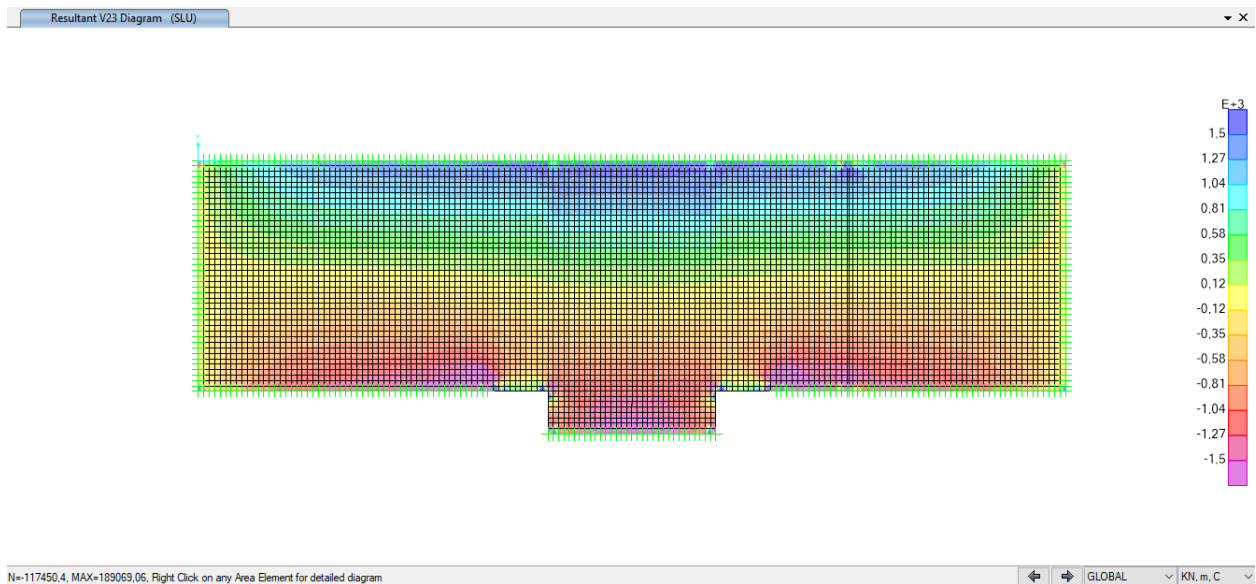 Resultant V23 Diagram (SLU)
E+3
1.5
1.27
1.04
0.81
0.58
0.35
0.12
-0.12
-0.35
-0.58
-0.81
-1.04
-1.27
-1.5
N=-117450,4, MAX=189069,06, Right Click on any Area Element for detailed diagram
GLOBAL
KN, m, C